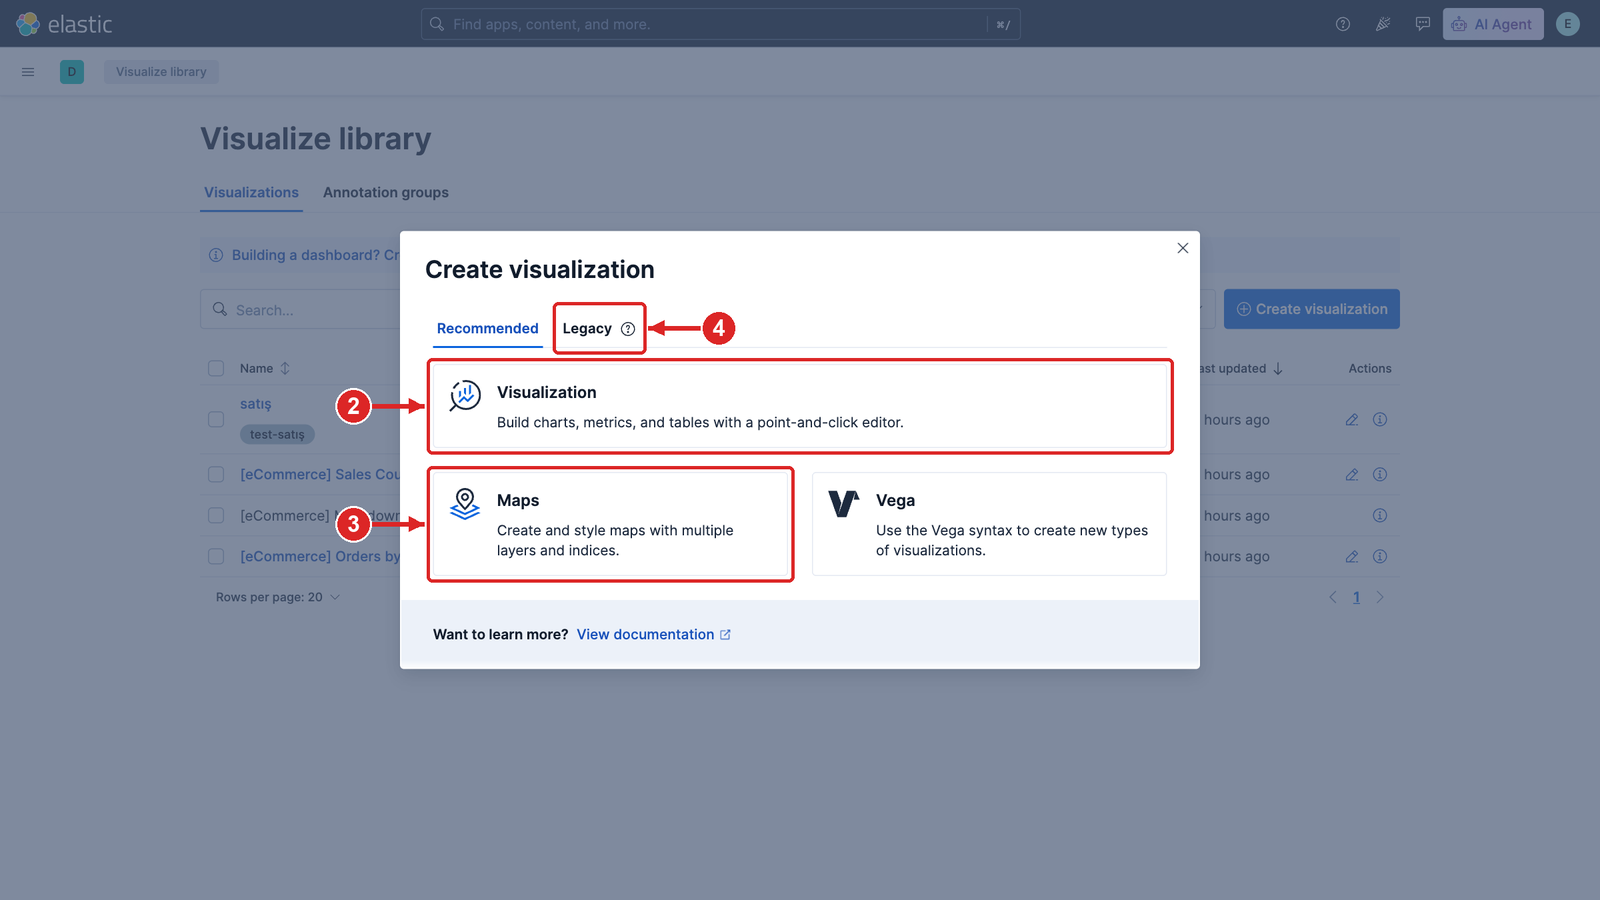 elastic
Find apps, content, and more.
⌘/
AI Agent
E
D
Visualize library
Visualize library
Visualizations
Annotation groups
Building a dashboard? Cr
Search...
Create visualization
Name
ast updated
Actions
satış
test-satış
hours ago
[eCommerce] Sales Cou
hours ago
[eCommerce]
down
hours ago
[eCommerce] Orders by
hours ago
Rows per page: 20
1
Create visualization
Recommended
Legacy
4
2
Visualization
Build charts, metrics, and tables with a point-and-click editor.
3
Maps
Create and style maps with multiple
layers and indices.
Vega
Use the Vega syntax to create new types
of visualizations.
Want to learn more? View documentation